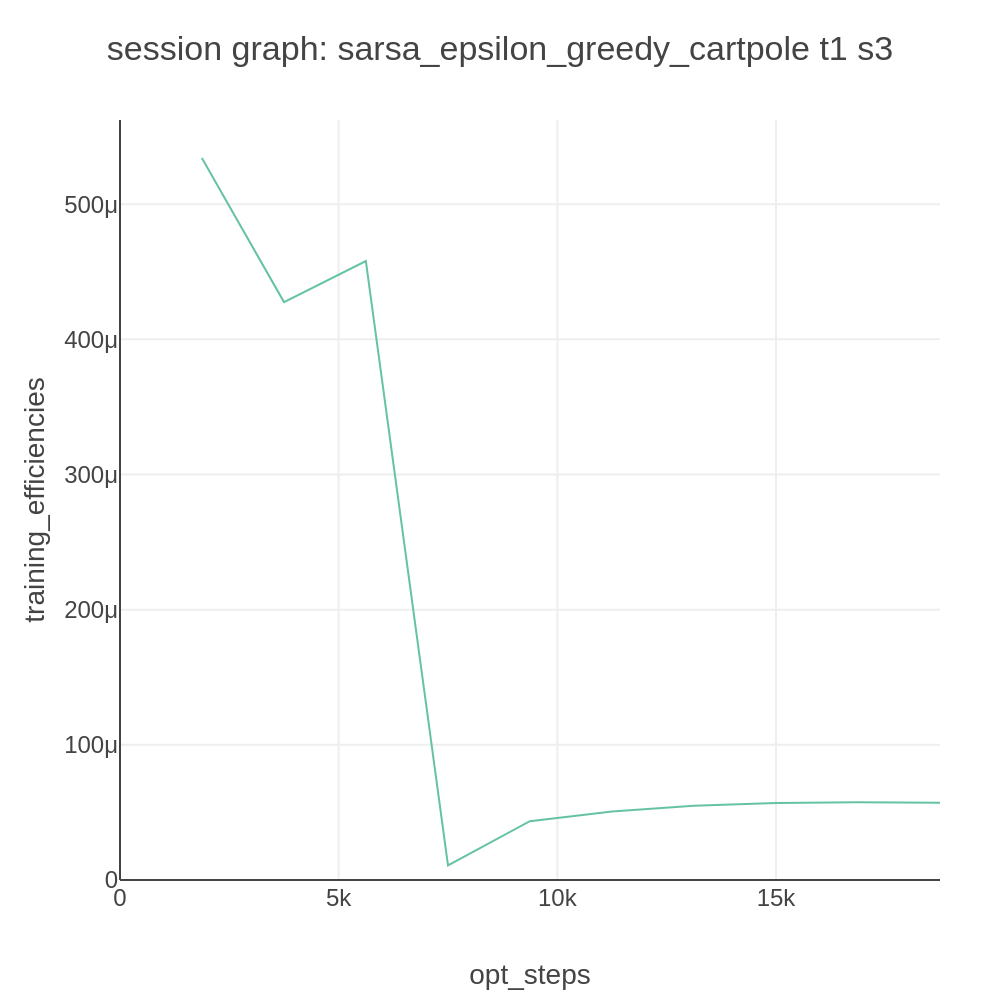 session graph: sarsa_epsilon_greedy_cartpole t1 s3
training_efficiencies
500μ
400μ
300μ
200μ
100μ
0
0 5k 10k 15k
opt_steps